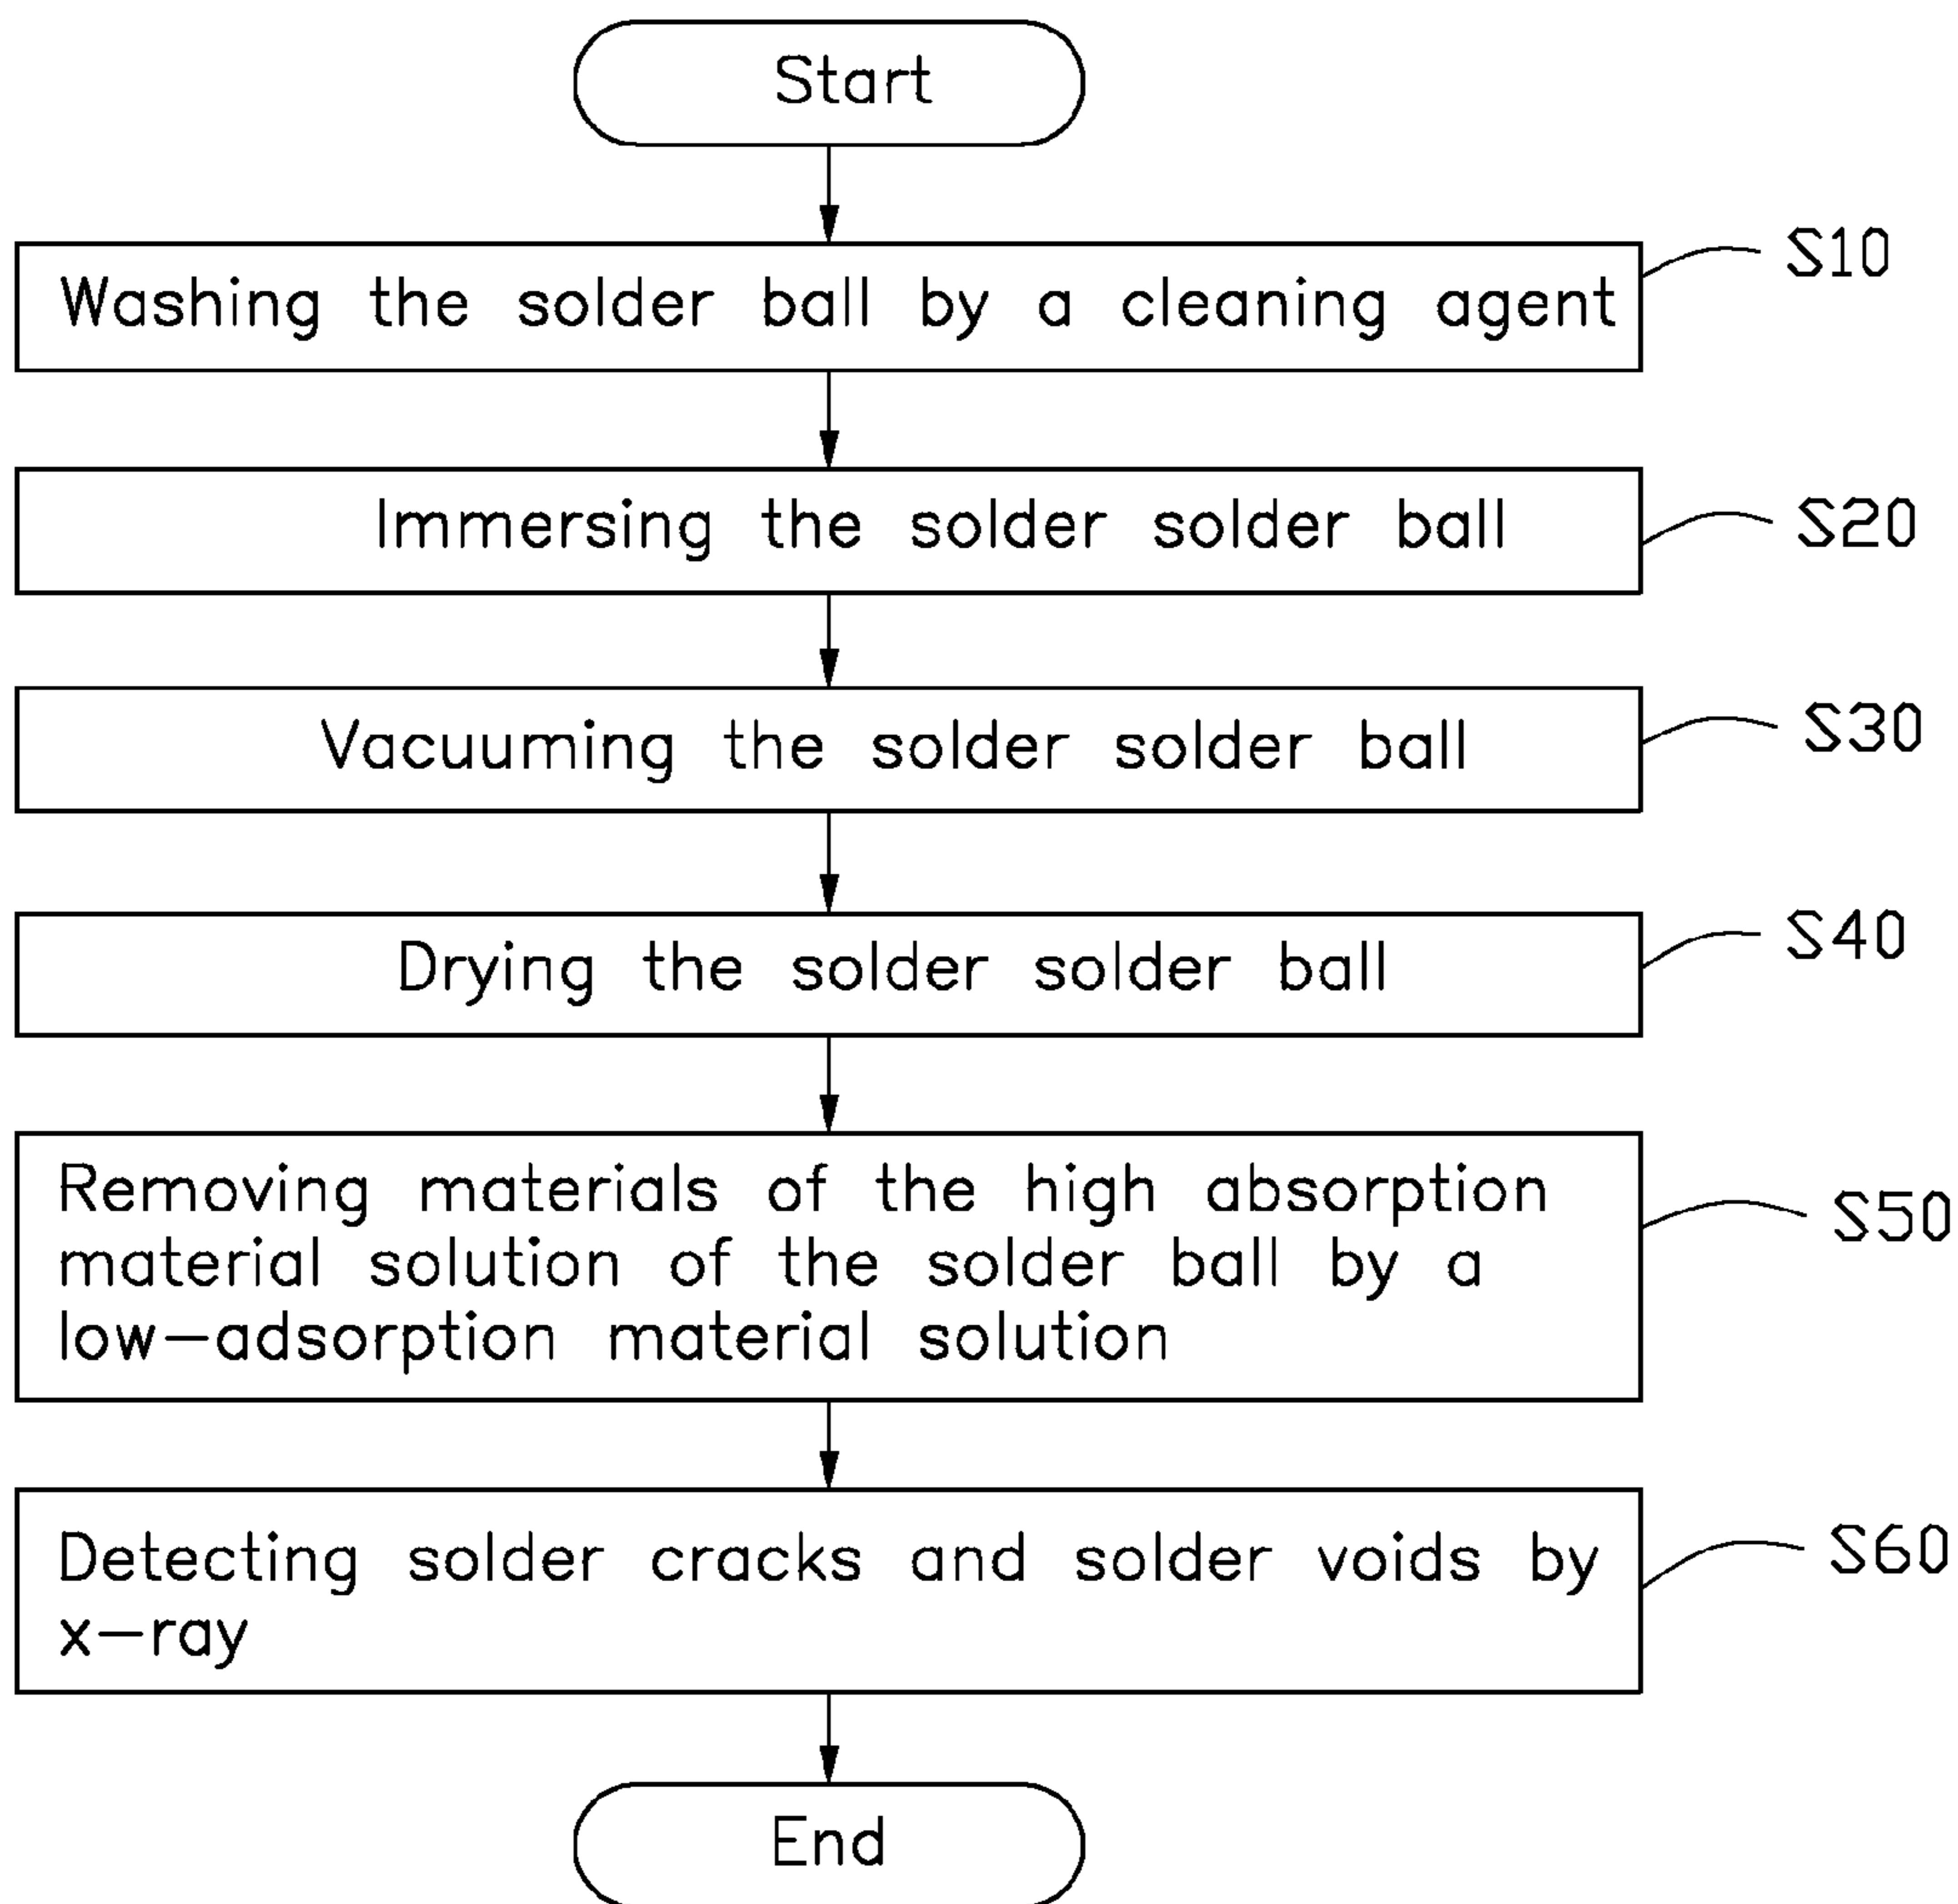 Start
Washing the solder ball by a cleaning agent
S10
Immersing the solder solder ball
S20
Vacuuming the solder solder ball
S30
Drying the solder solder ball
S40
Removing materials of the high absorption
material solution of the solder ball by a
low-adsorption material solution
S50
Detecting solder cracks and solder voids by
x-ray
S60
End